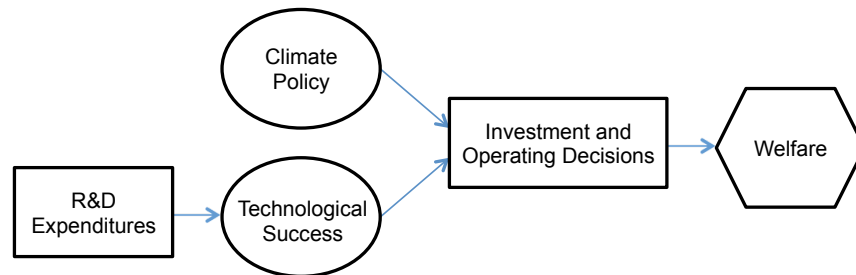 Climate
Policy
Investment and
Operating Decisions
Welfare
R&D
Expenditures
Technological
Success